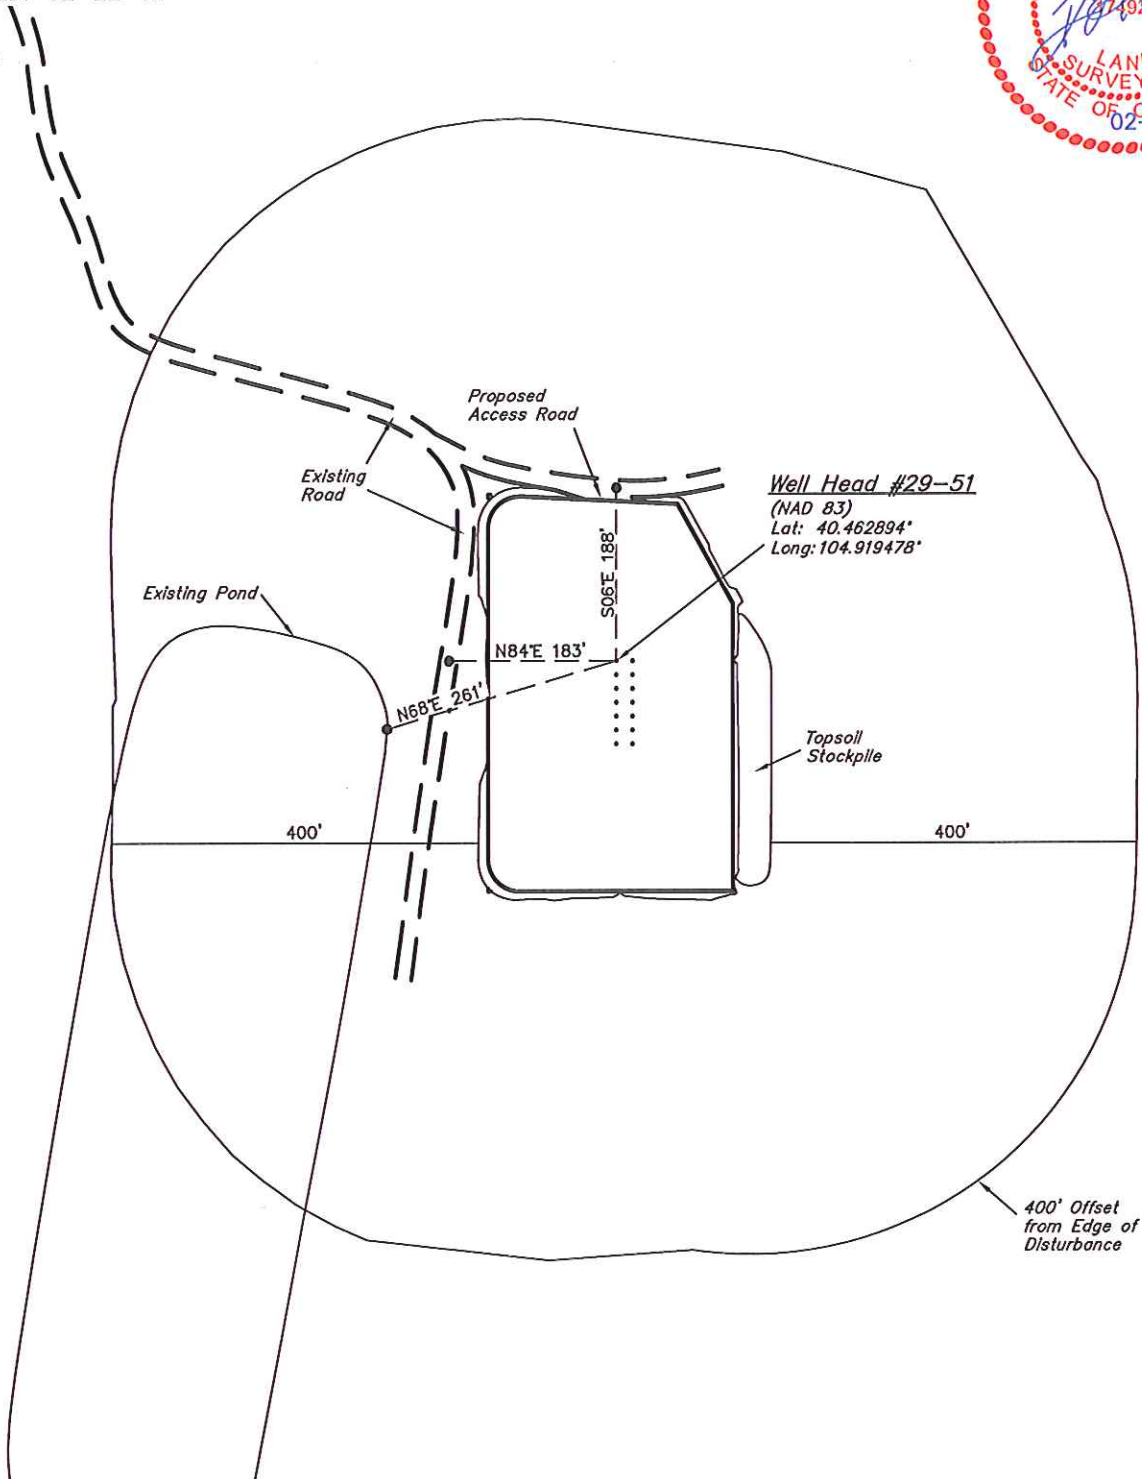 LAN
SURVEY
STATE OF
02-
Proposed
Access Road
Existing
Road
Well Head #29-51
(NAD 83)
Lat: 40.462894°
Long: 104.919478°
S06°E 188'
Existing Pond
N84°E 183'
N68°E 261'
Topsoil
Stockpile
400'
400'
400' Offset
from Edge of
Disturbance